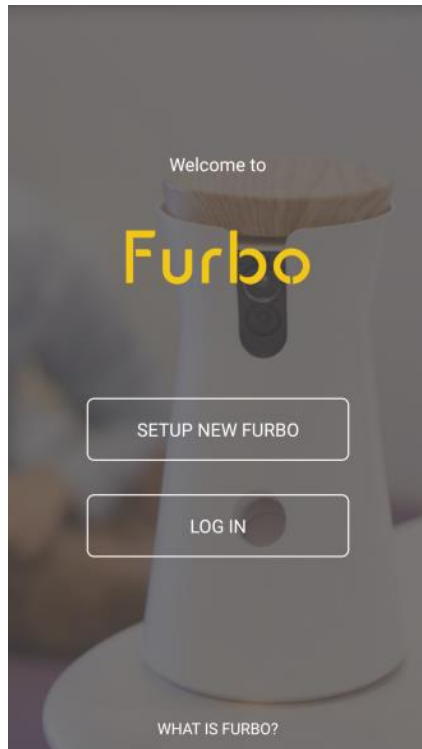 Welcome to
Furbo
SETUP NEW FURBO
LOG IN
WHAT IS FURBO?